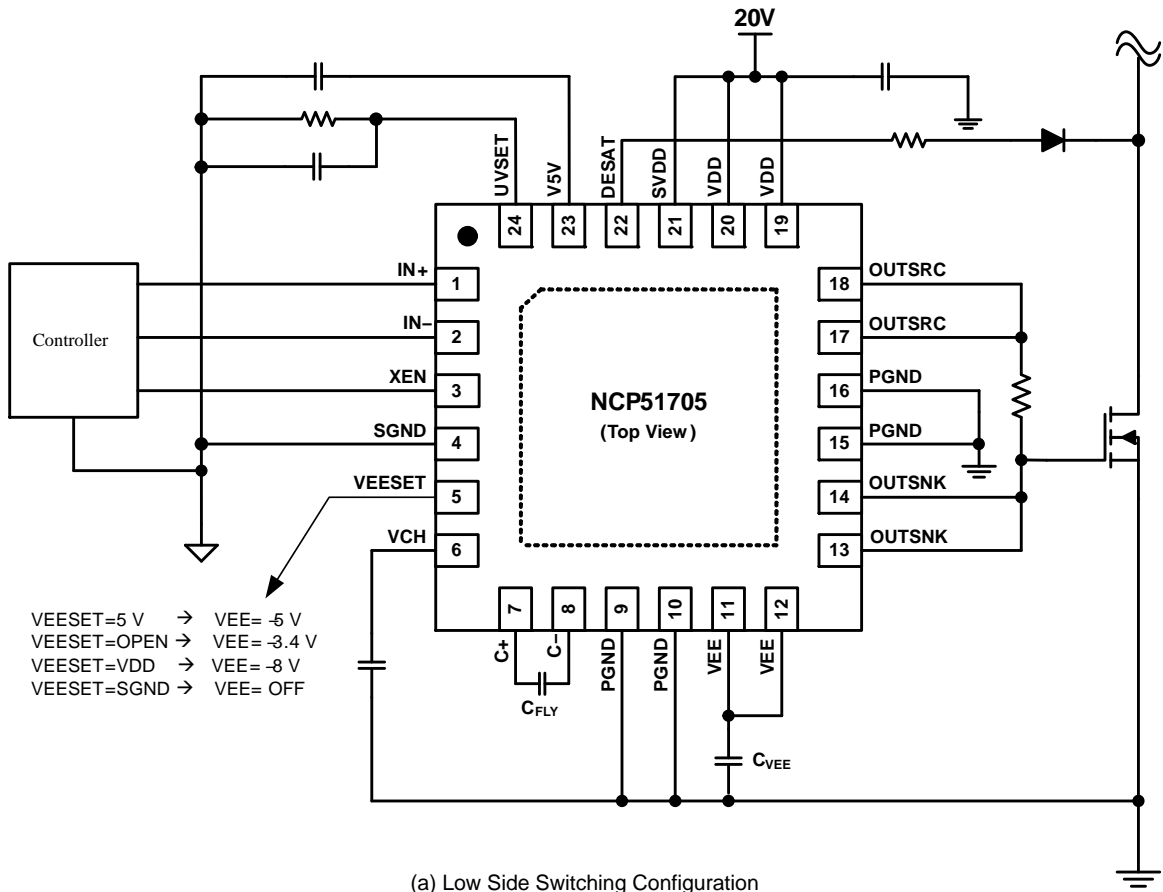 20V
UVSET
V5V
DESAT
SVDD
VDD
VDD
24
23
22
21
20
19
Controller
IN+
1
IN−
2
XEN
3
SGND
4
VEESET
5
VCH
6
NCP51705
(Top View)
18
OUTSRC
17
OUTSRC
16
PGND
15
PGND
14
OUTSNK
13
OUTSNK
7
8
9
10
11
12
C+
C−
PGND
PGND
VEE
VEE
CFLY
CVEE
VEESET=5 V → VEE= −5 V
VEESET=OPEN → VEE= −3.4 V
VEESET=VDD → VEE= −8 V
VEESET=SGND → VEE= OFF
(a) Low Side Switching Configuration